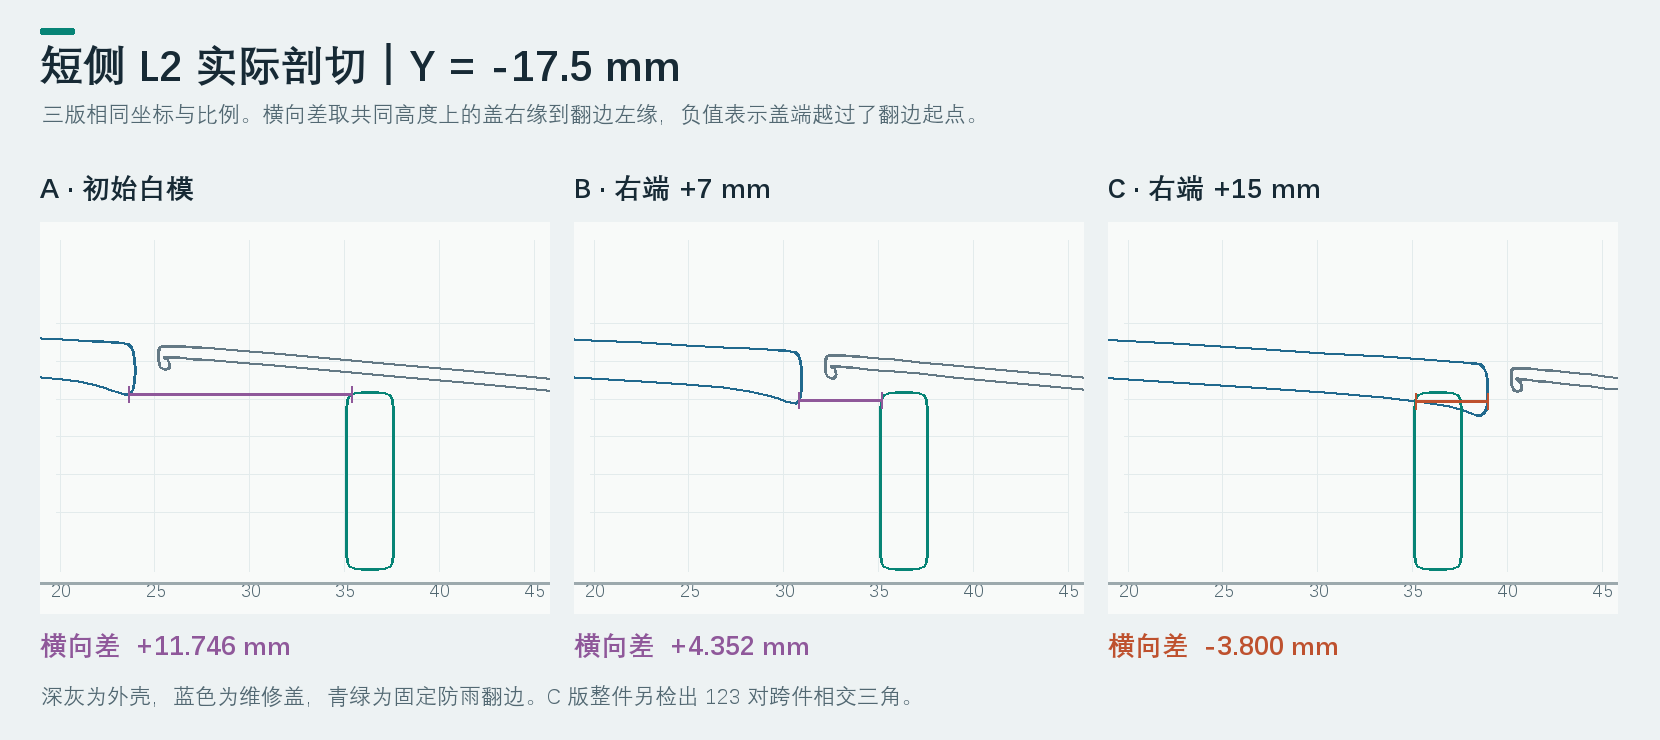 短侧 L2 实际剖切 | Y = -17.5 mm
三版相同坐标与比例。横向差取共同高度上的盖右缘到翻边左缘，负值表示盖端越过了翻边起点。
A · 初始白模
B · 右端 +7 mm
C · 右端 +15 mm
20 25 30 35 40 45
20 25 30 35 40 45
20 25 30 35 40 45
横向差 +11.746 mm
横向差 +4.352 mm
横向差 -3.800 mm
深灰为外壳，蓝色为维修盖，青绿为固定防雨翻边。C 版整件另检出 123 对跨件相交三角。